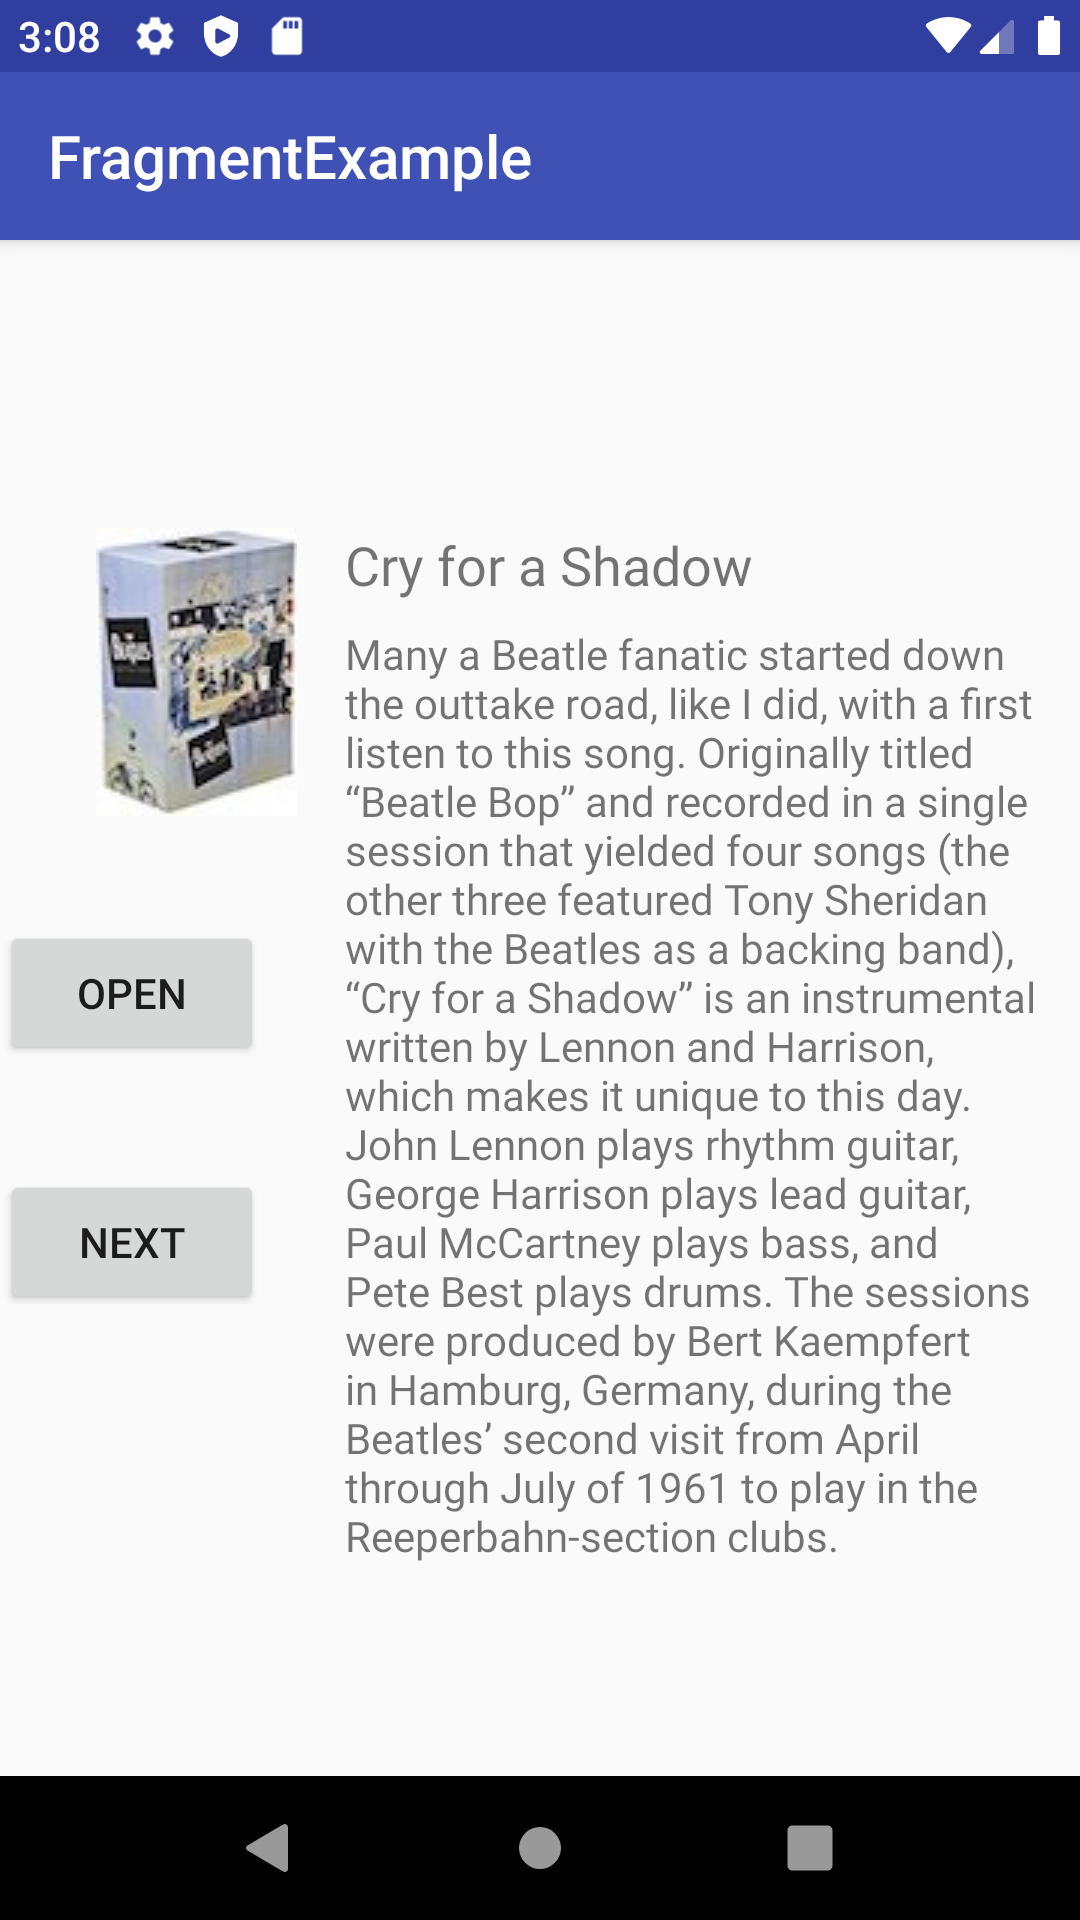 3:08
FragmentExample
Cry for a Shadow
Many a Beatle fanatic started down
the outtake road, like I did, with a first
listen to this song. Originally titled
“Beatle Bop” and recorded in a single
session that yielded four songs (the
other three featured Tony Sheridan
with the Beatles as a backing band),
“Cry for a Shadow” is an instrumental
written by Lennon and Harrison,
which makes it unique to this day.
John Lennon plays rhythm guitar,
George Harrison plays lead guitar,
Paul McCartney plays bass, and
Pete Best plays drums. The sessions
were produced by Bert Kaempfert
in Hamburg, Germany, during the
Beatles’ second visit from April
through July of 1961 to play in the
Reeperbahn-section clubs.
OPEN
NEXT